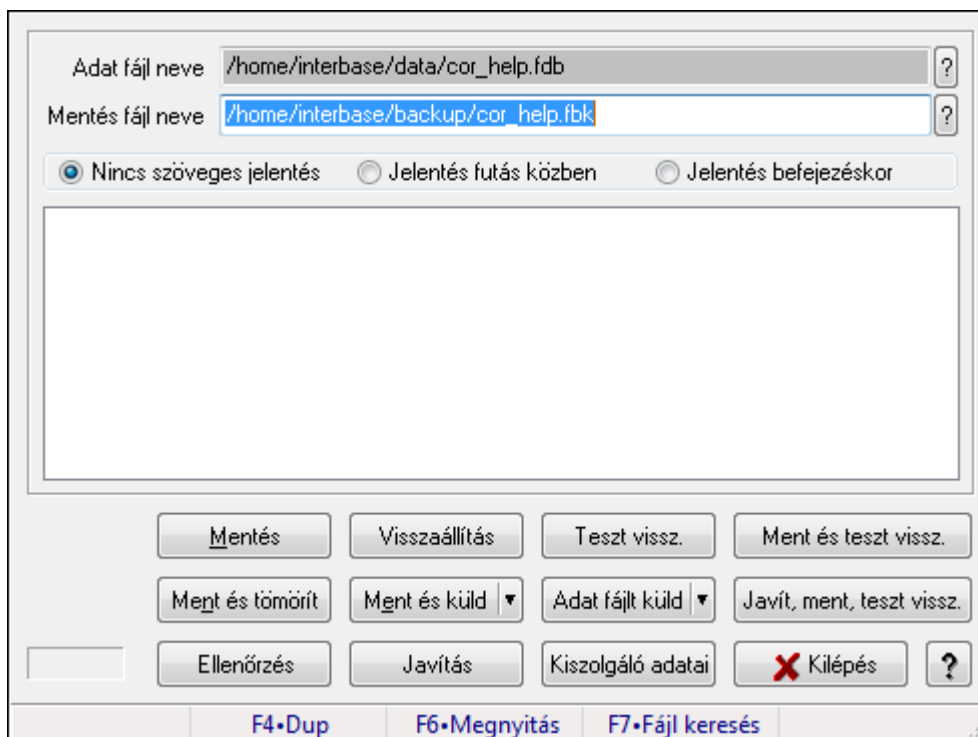 Adat fájl neve /home/interbase/data/cor_help.fdb ?
Mentés fájl neve /home/interbase/backup/cor_help.fbk ?
Nincs szöveges jelentés Jelentés futás közben Jelentés befejezéskor
Mentés Visszaállítás Teszt vissz. Ment és teszt vissz.
Ment és tömörít Ment és küld Adat fájlt küld Javít, ment, teszt vissz.
Ellenőrzés Javítás Kiszolgáló adatai Kilépés ?
F4•Dup F6•Megnyitás F7•Fájl keresés